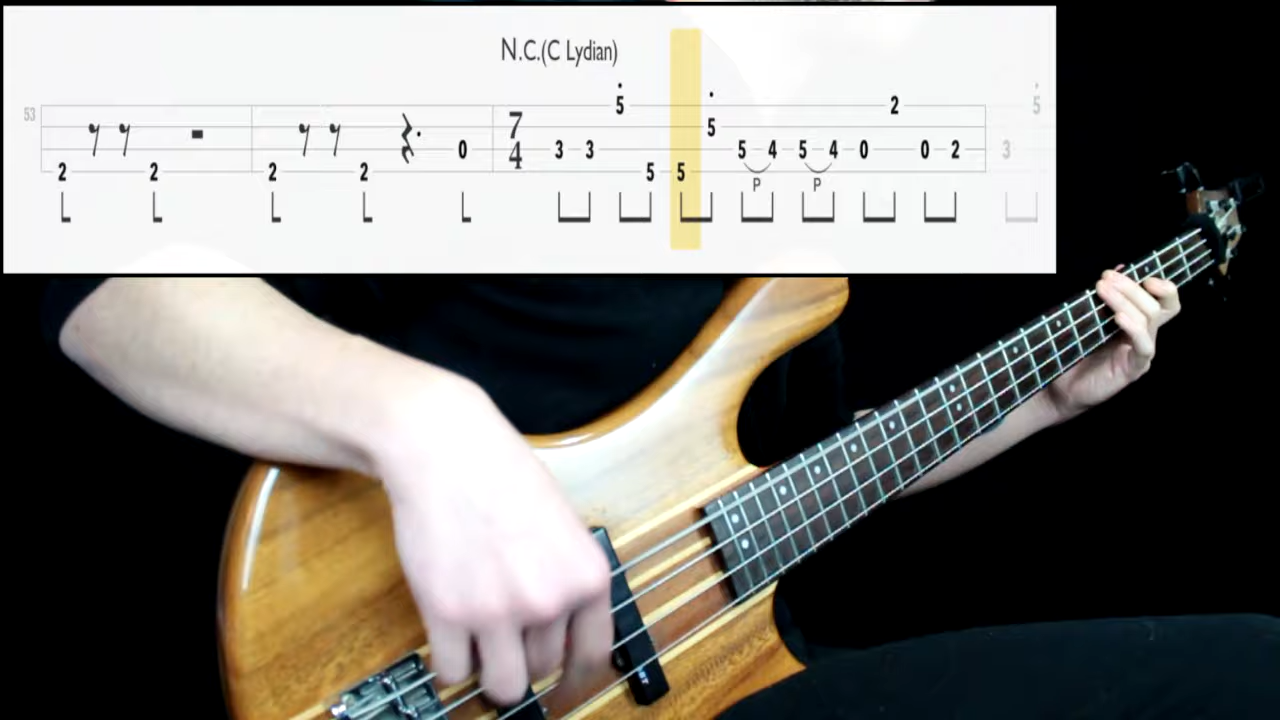 N.C.(C Lydian)
53
5 2 5
7 5
0 4 3 3 5 4 5 4 0 0 2 3
2 2 2 2 5 5
P P